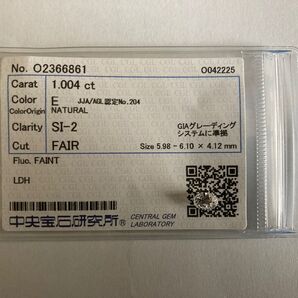 No. O2366861 O042225
Carat 1.004 ct
Color E JJA/AGL認定No.204
ColorOrigin NATURAL
Clarity SI-2 GIAグレーディング
システムに準拠
Cut FAIR Size 5.98 - 6.10 × 4.12 mm
Fluo. FAINT
LDH
中央宝石研究所® CENTRAL GEM
LABORATORY